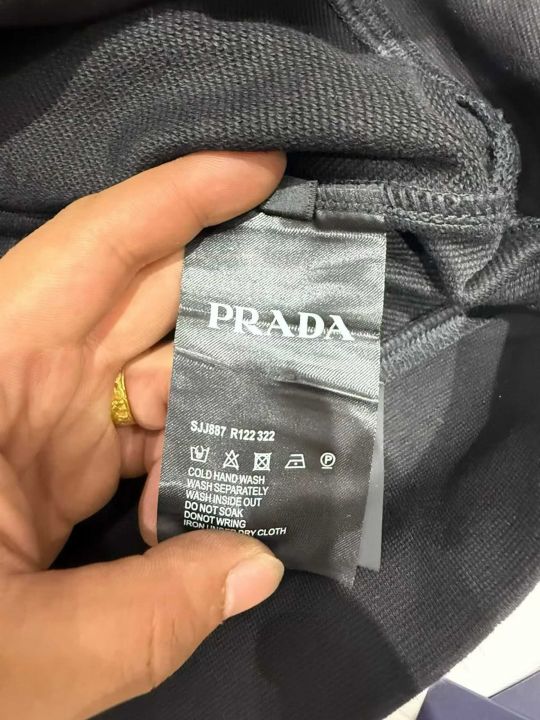 PRADA
SJJ887 R122 322
P
COLD HAND WASH
WASH SEPARATELY
WASH INSIDE OUT
DO NOT SOAK
DONOT WRING
IRON UNDER DRY CLOTH